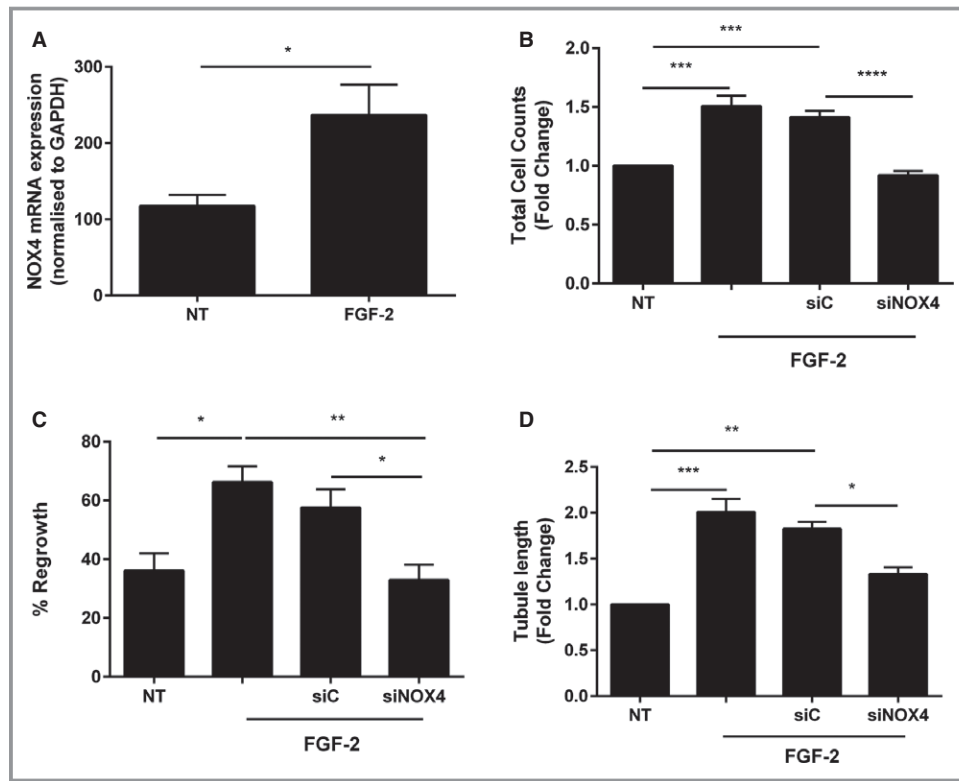 A
*
NOX4 mRNA expression
(normalised to GAPDH)
300
200
100
0
NT FGF-2
B
***
***
****
Total Cell Counts
(Fold Change)
2.0
1.5
1.0
0.5
0.0
NT siC siNOX4
FGF-2
C
*
**
*
% Regrowth
80
60
40
20
0
NT siC siNOX4
FGF-2
D
**
***
*
Tubule length
(Fold Change)
2.5
2.0
1.5
1.0
0.5
0.0
NT siC siNOX4
FGF-2